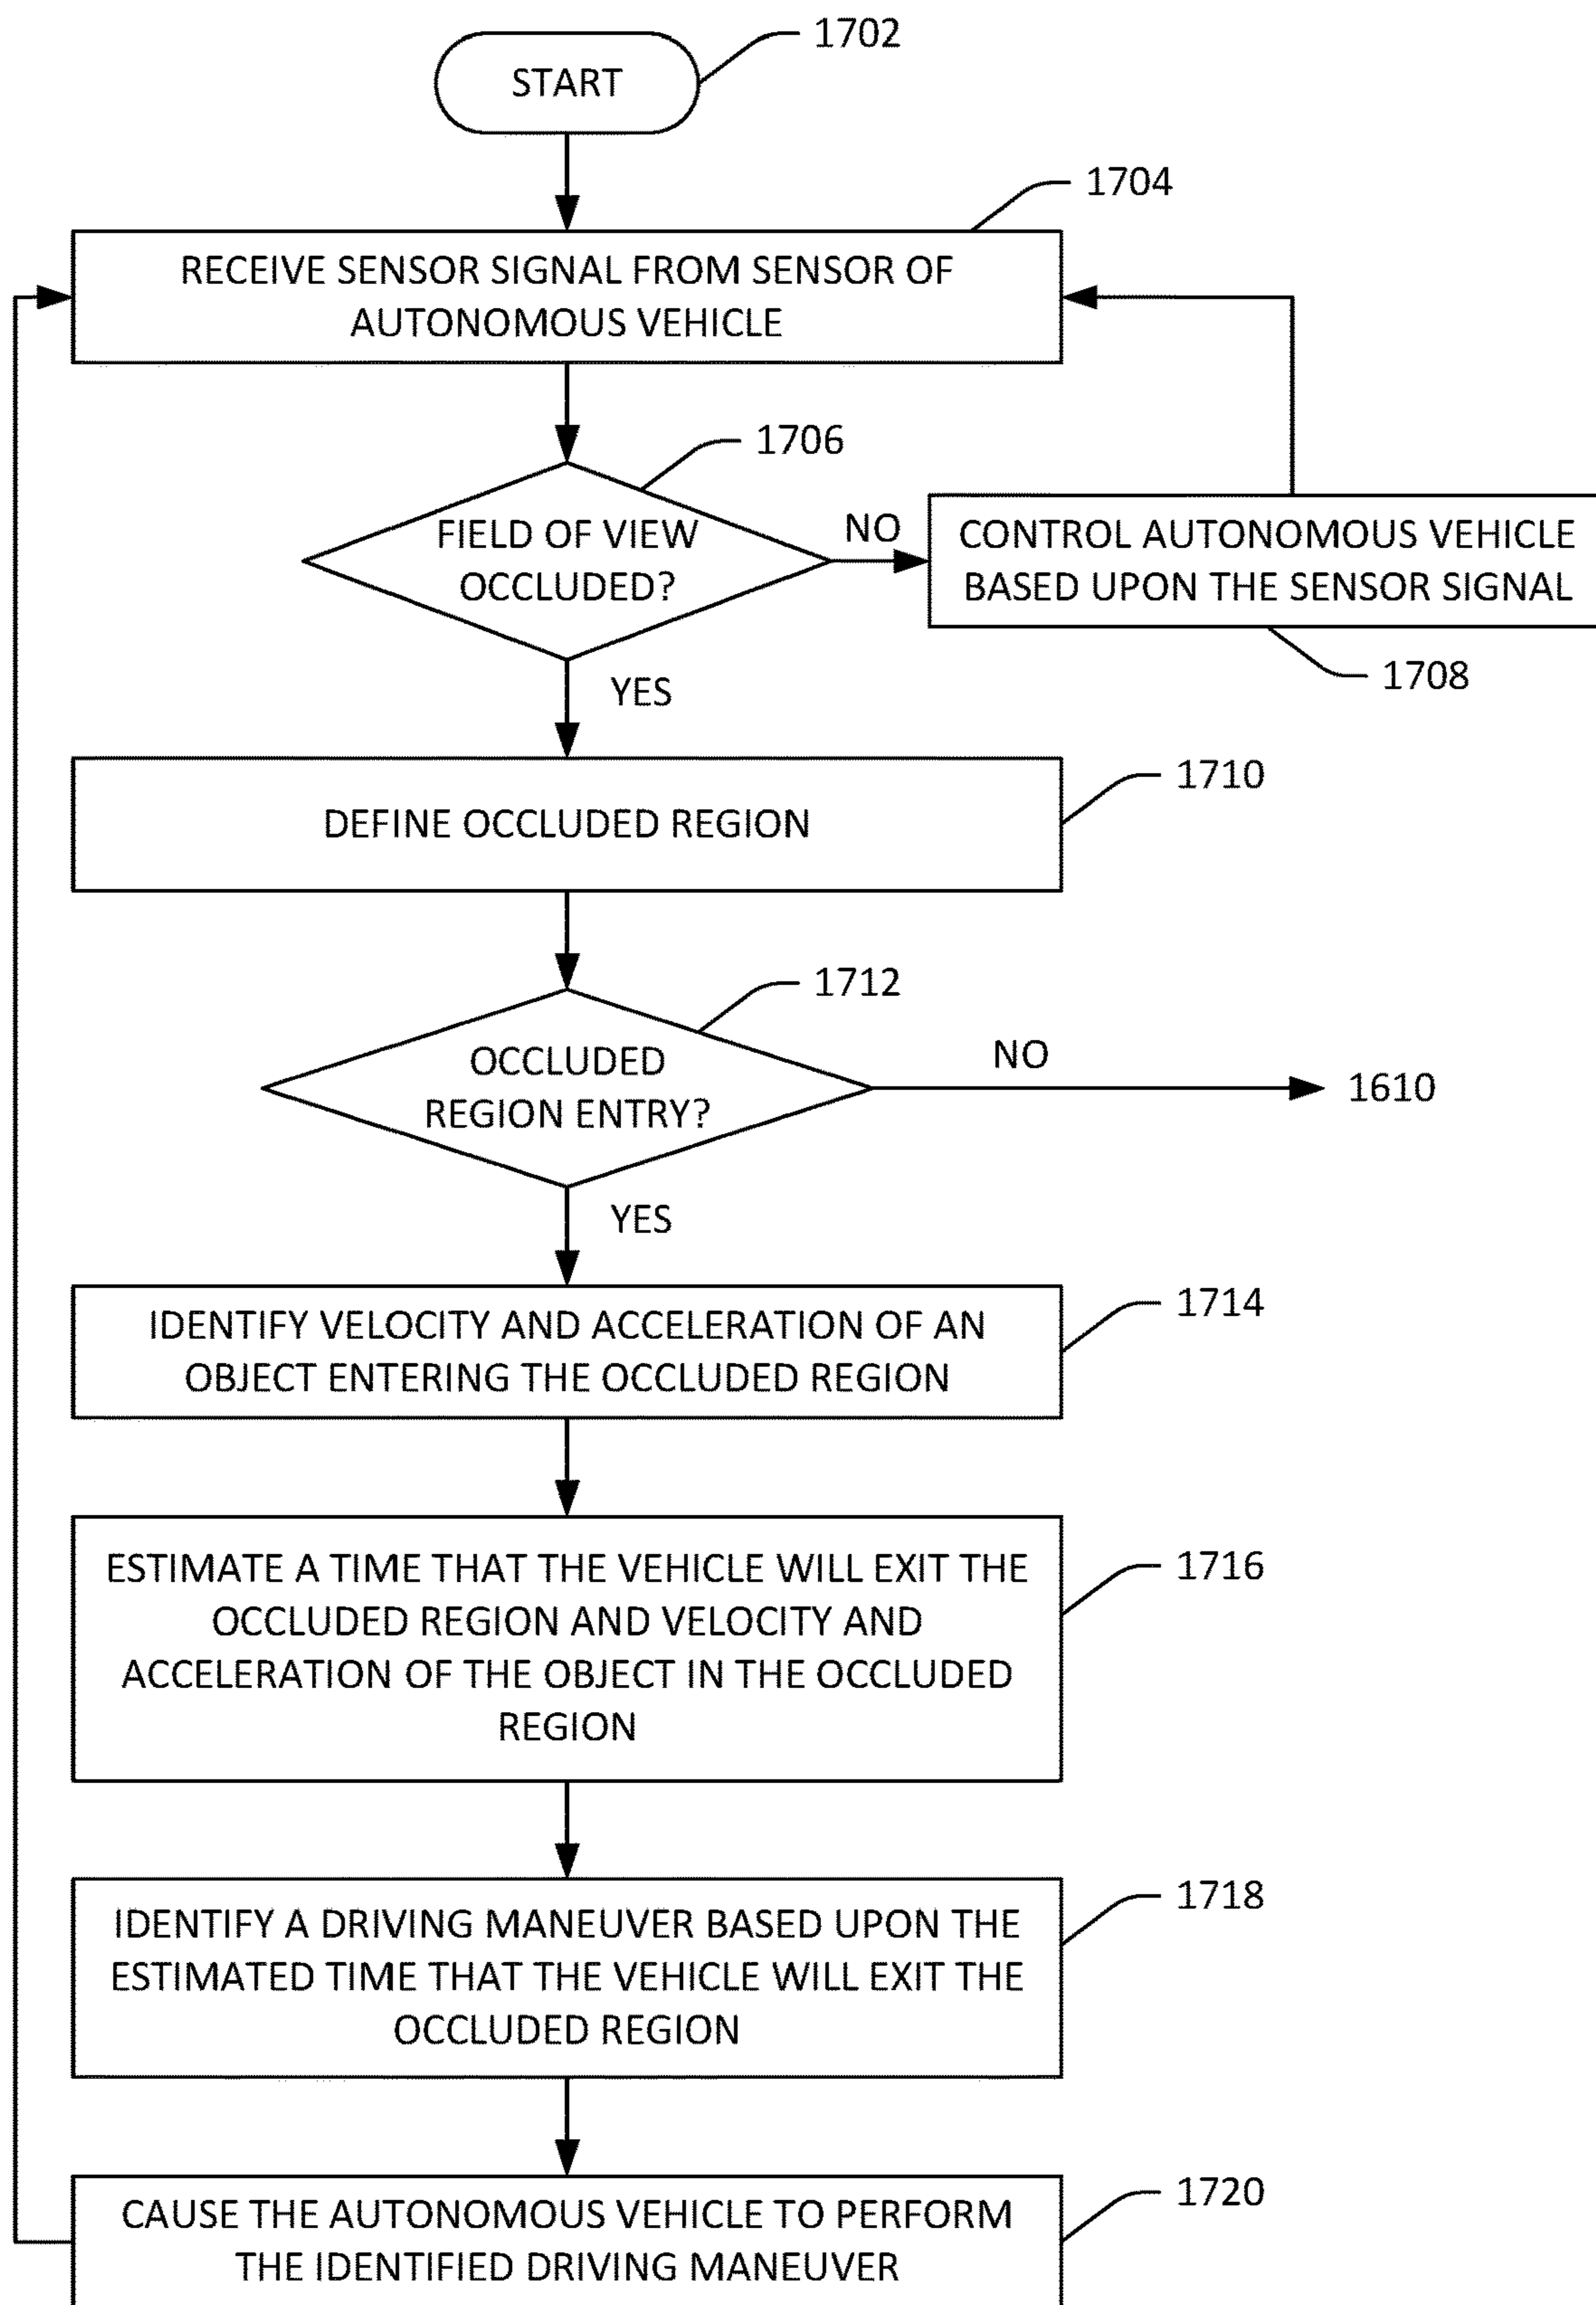 START
1702
1704
RECEIVE SENSOR SIGNAL FROM SENSOR OF
AUTONOMOUS VEHICLE
1706
FIELD OF VIEW
OCCLUDED?
NO
CONTROL AUTONOMOUS VEHICLE
BASED UPON THE SENSOR SIGNAL
1708
YES
1710
DEFINE OCCLUDED REGION
1712
OCCLUDED
REGION ENTRY?
NO
1610
YES
1714
IDENTIFY VELOCITY AND ACCELERATION OF AN
OBJECT ENTERING THE OCCLUDED REGION
1716
ESTIMATE A TIME THAT THE VEHICLE WILL EXIT THE
OCCLUDED REGION AND VELOCITY AND
ACCELERATION OF THE OBJECT IN THE OCCLUDED
REGION
1718
IDENTIFY A DRIVING MANEUVER BASED UPON THE
ESTIMATED TIME THAT THE VEHICLE WILL EXIT THE
OCCLUDED REGION
1720
CAUSE THE AUTONOMOUS VEHICLE TO PERFORM
THE IDENTIFIED DRIVING MANEUVER